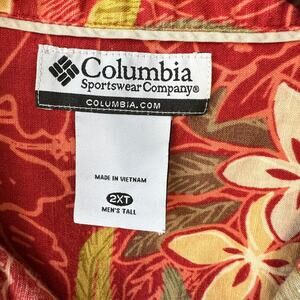 Columbia
Sportswear Company®
COLUMBIA.COM
MADE IN VIETNAM
2XT
MEN'S TALL